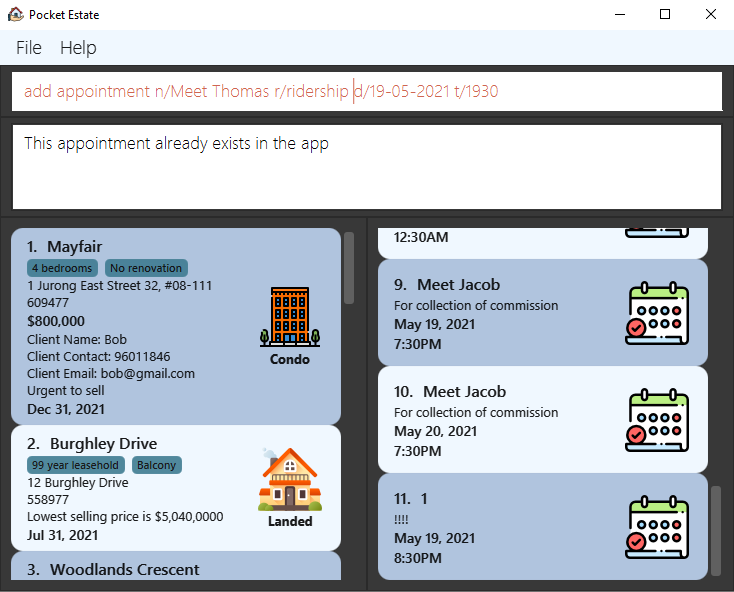 Pocket Estate
File Help
add appointment n/Meet Thomas r/ridership d/19-05-2021 t/1930
This appointment already exists in the app
1. Mayfair
4 bedrooms No renovation
1 Jurong East Street 32, #08-111
609477
$800,000
Client Name: Bob
Client Contact: 96011846
Client Email: bob@gmail.com
Urgent to sell
Dec 31, 2021
Condo
2. Burghley Drive
99 year leasehold Balcony
12 Burghley Drive
558977
Lowest selling price is $5,040,0000
Jul 31, 2021
Landed
3. Woodlands Crescent
12:30AM
9. Meet Jacob
For collection of commission
May 19, 2021
7:30PM
10. Meet Jacob
For collection of commission
May 20, 2021
7:30PM
11. 1
!!!!
May 19, 2021
8:30PM